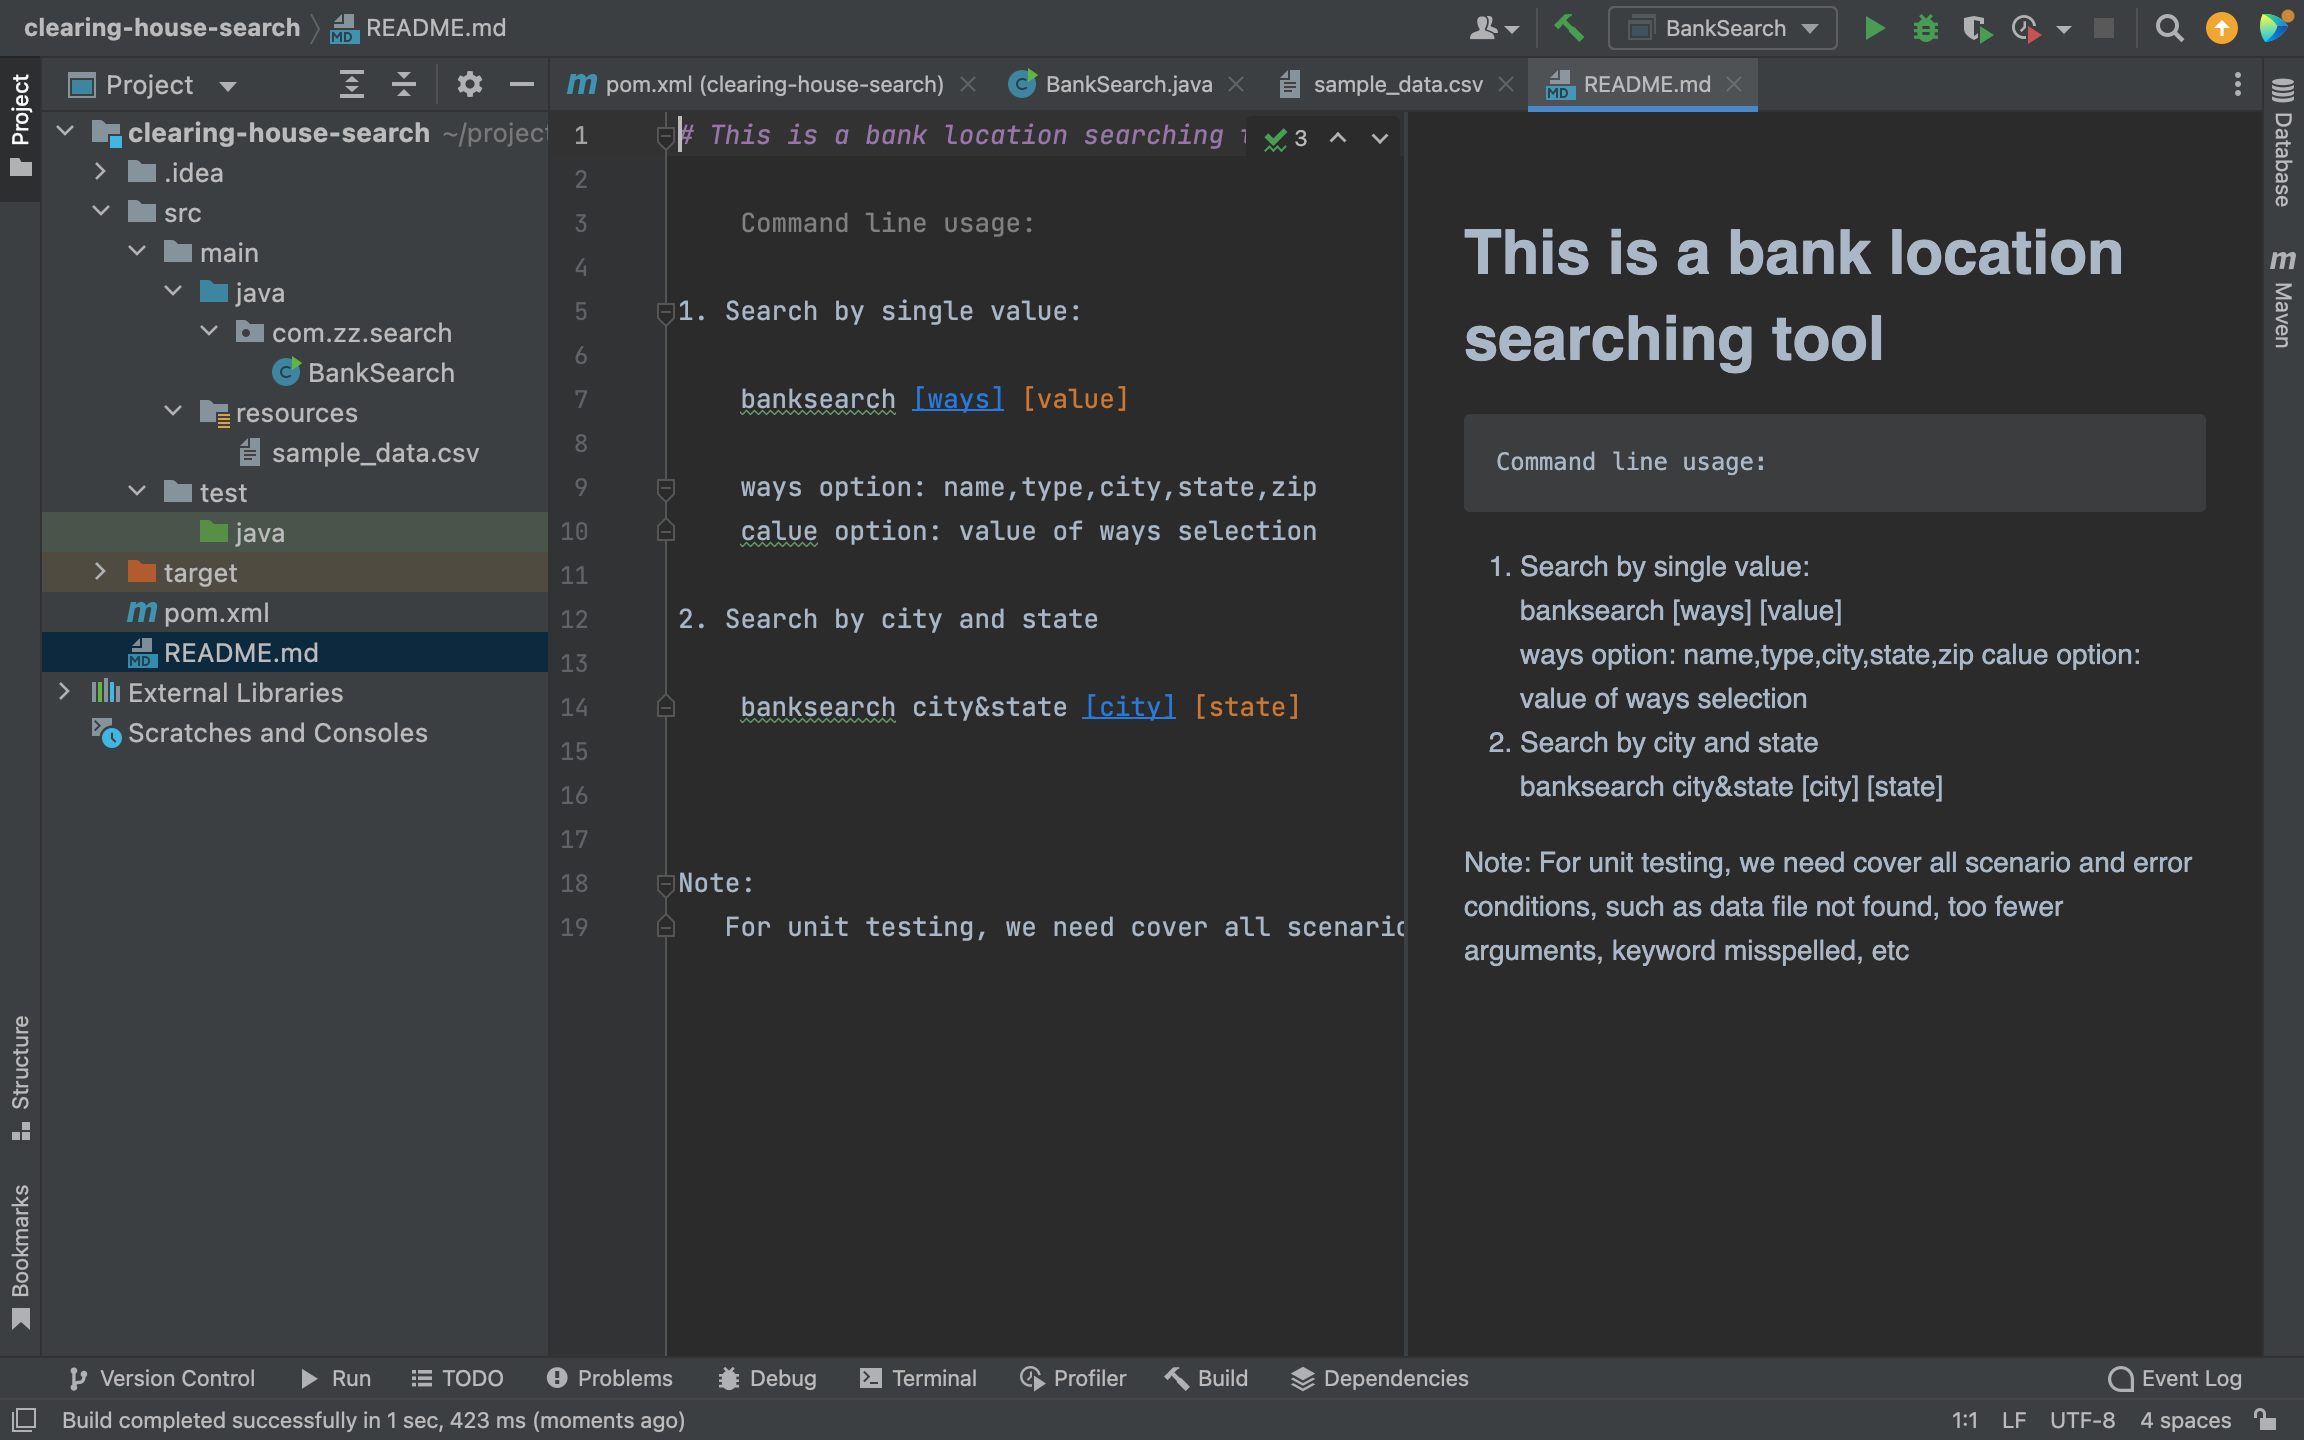 clearing-house-search
README.md
BankSearch
Project
Project
pom.xml (clearing-house-search)
BankSearch.java
sample_data.csv
README.md
clearing-house-search ~/project
.idea
src
main
java
com.zz.search
BankSearch
resources
sample_data.csv
test
java
target
pom.xml
README.md
External Libraries
Scratches and Consoles
Structure
Bookmarks
1 # This is a bank location searching
3
2
3 Command line usage:
4
5 1. Search by single value:
6
7 banksearch [ways] [value]
8
9 ways option: name,type,city,state,zip
10 calue option: value of ways selection
11
12 2. Search by city and state
13
14 banksearch city&state [city] [state]
15
16
17
18 Note:
19 For unit testing, we need cover all scenario
This is a bank location
searching tool
Command line usage:
1. Search by single value:
banksearch [ways] [value]
ways option: name,type,city,state,zip calue option:
value of ways selection
2. Search by city and state
banksearch city&state [city] [state]
Note: For unit testing, we need cover all scenario and error
conditions, such as data file not found, too fewer
arguments, keyword misspelled, etc
Database
Maven
Version Control
Run
TODO
Problems
Debug
Terminal
Profiler
Build
Dependencies
Event Log
Build completed successfully in 1 sec, 423 ms (moments ago)
1:1 LF UTF-8 4 spaces